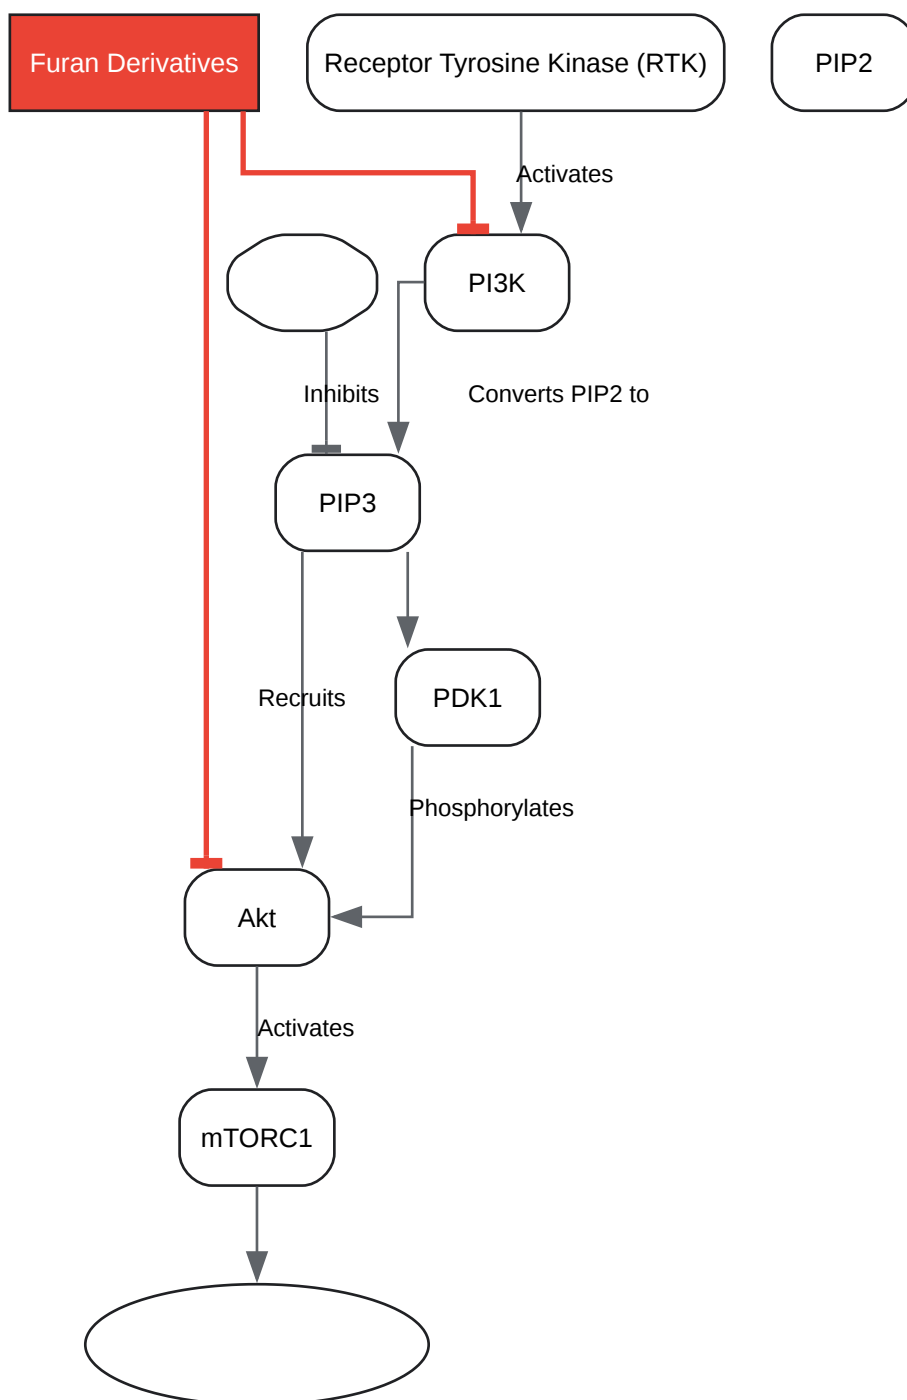 Furan Derivatives
Receptor Tyrosine Kinase (RTK)
PIP2
Activates
PI3K
Inhibits
Converts PIP2 to
PIP3
Recruits
PDK1
Phosphorylates
Akt
Activates
mTORC1